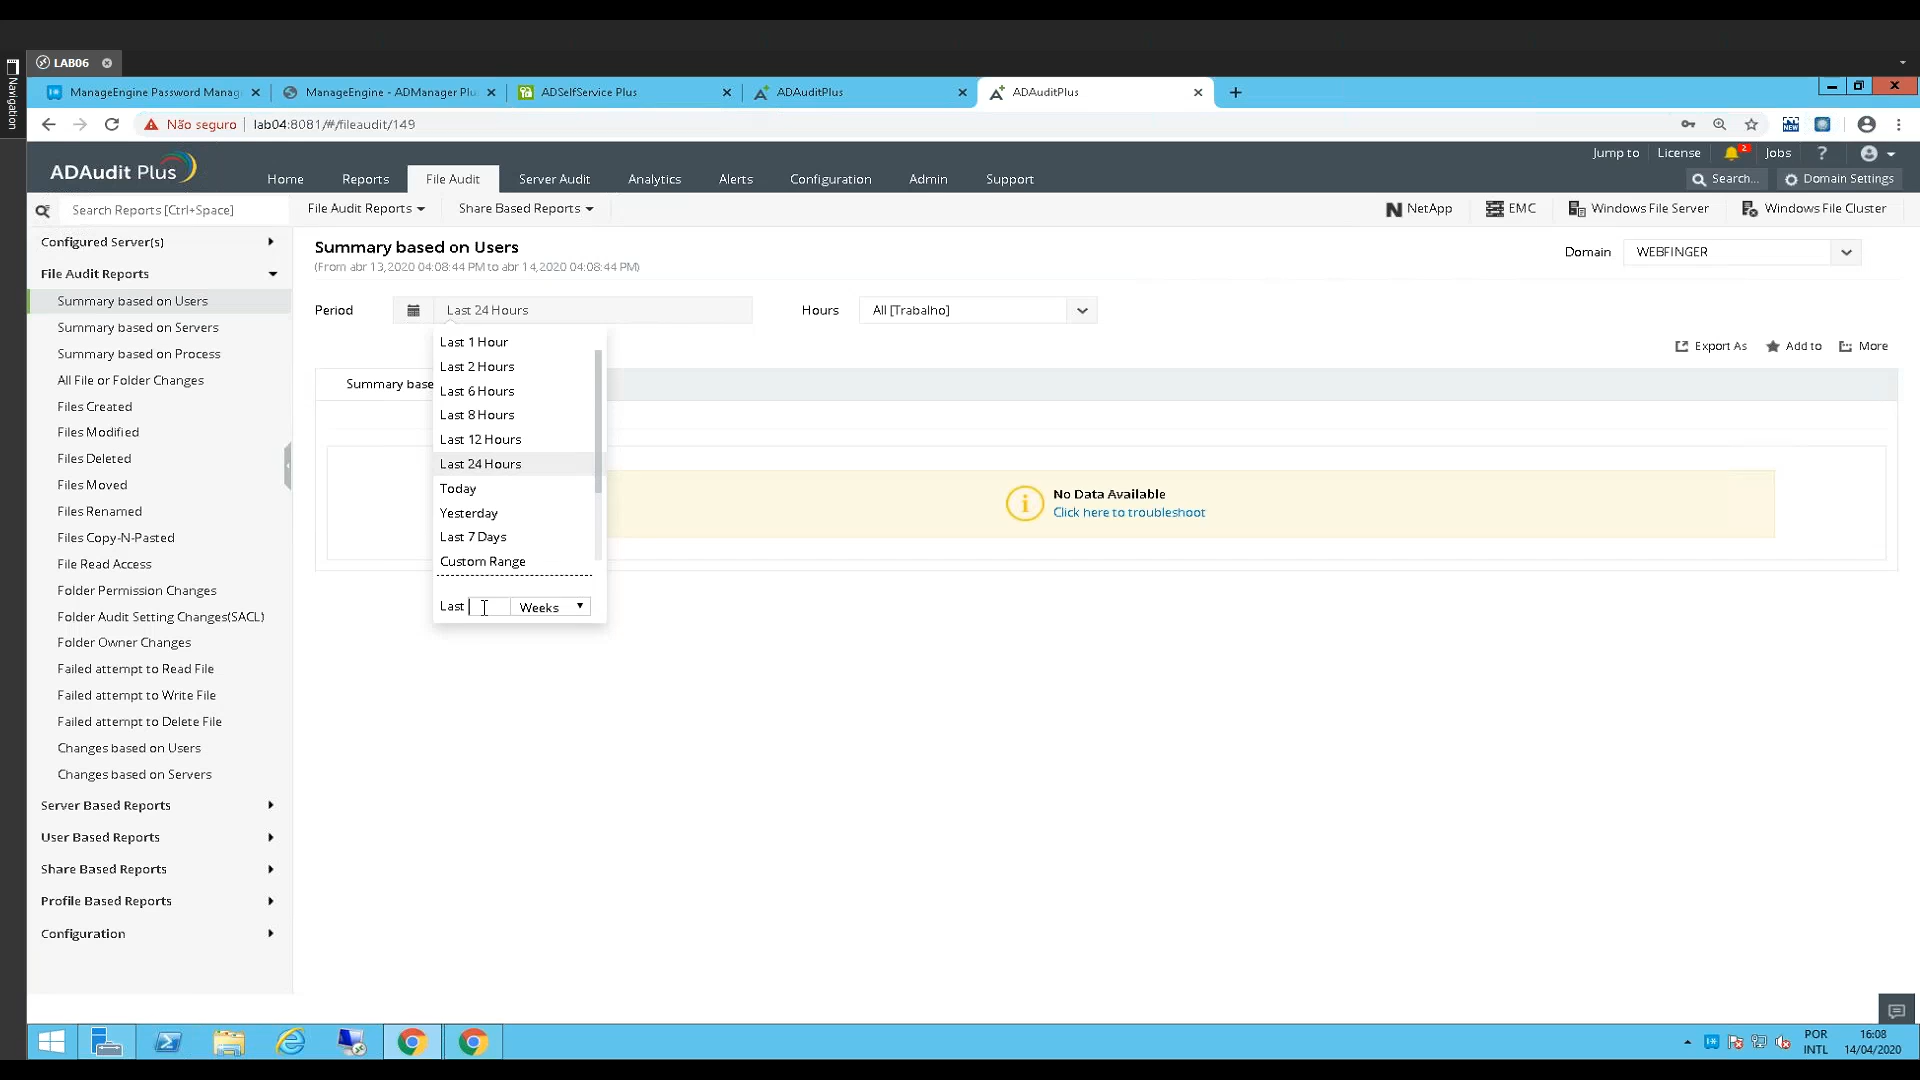 LAB06
Navigation
ManageEngine Password Manag
ManageEngine - ADManager Plu
ADSelfService Plus
ADAuditPlus
ADAuditPlus
Não seguro
lab04:8081/#/fileaudit/149
NEW
ADAudit Plus
Home
Reports
File Audit
Server Audit
Analytics
Alerts
Configuration
Admin
Support
Jump to
License
2
Jobs
?
Search...
Domain Settings
Search Reports [Ctrl+Space]
File Audit Reports
Share Based Reports
NetApp
EMC
Windows File Server
Windows File Cluster
Configured Server(s)
File Audit Reports
Summary based on Users
Summary based on Servers
Summary based on Process
All File or Folder Changes
Files Created
Files Modified
Files Deleted
Files Moved
Files Renamed
Files Copy-N-Pasted
File Read Access
Folder Permission Changes
Folder Audit Setting Changes(SACL)
Folder Owner Changes
Failed attempt to Read File
Failed attempt to Write File
Failed attempt to Delete File
Changes based on Users
Changes based on Servers
Server Based Reports
User Based Reports
Share Based Reports
Profile Based Reports
Configuration
Summary based on Users
(From abr 13,2020 04:08:44 PM to abr 14,2020 04:08:44 PM)
Domain
WEBFINGER
Period
Last 24 Hours
Hours
All [Trabalho]
Export As
Add to
More
Summary base
Last 1 Hour
Last 2 Hours
Last 6 Hours
Last 8 Hours
Last 12 Hours
Last 24 Hours
Today
Yesterday
Last 7 Days
Custom Range
Last
Weeks
No Data Available
Click here to troubleshoot
POR
INTL
16:08
14/04/2020